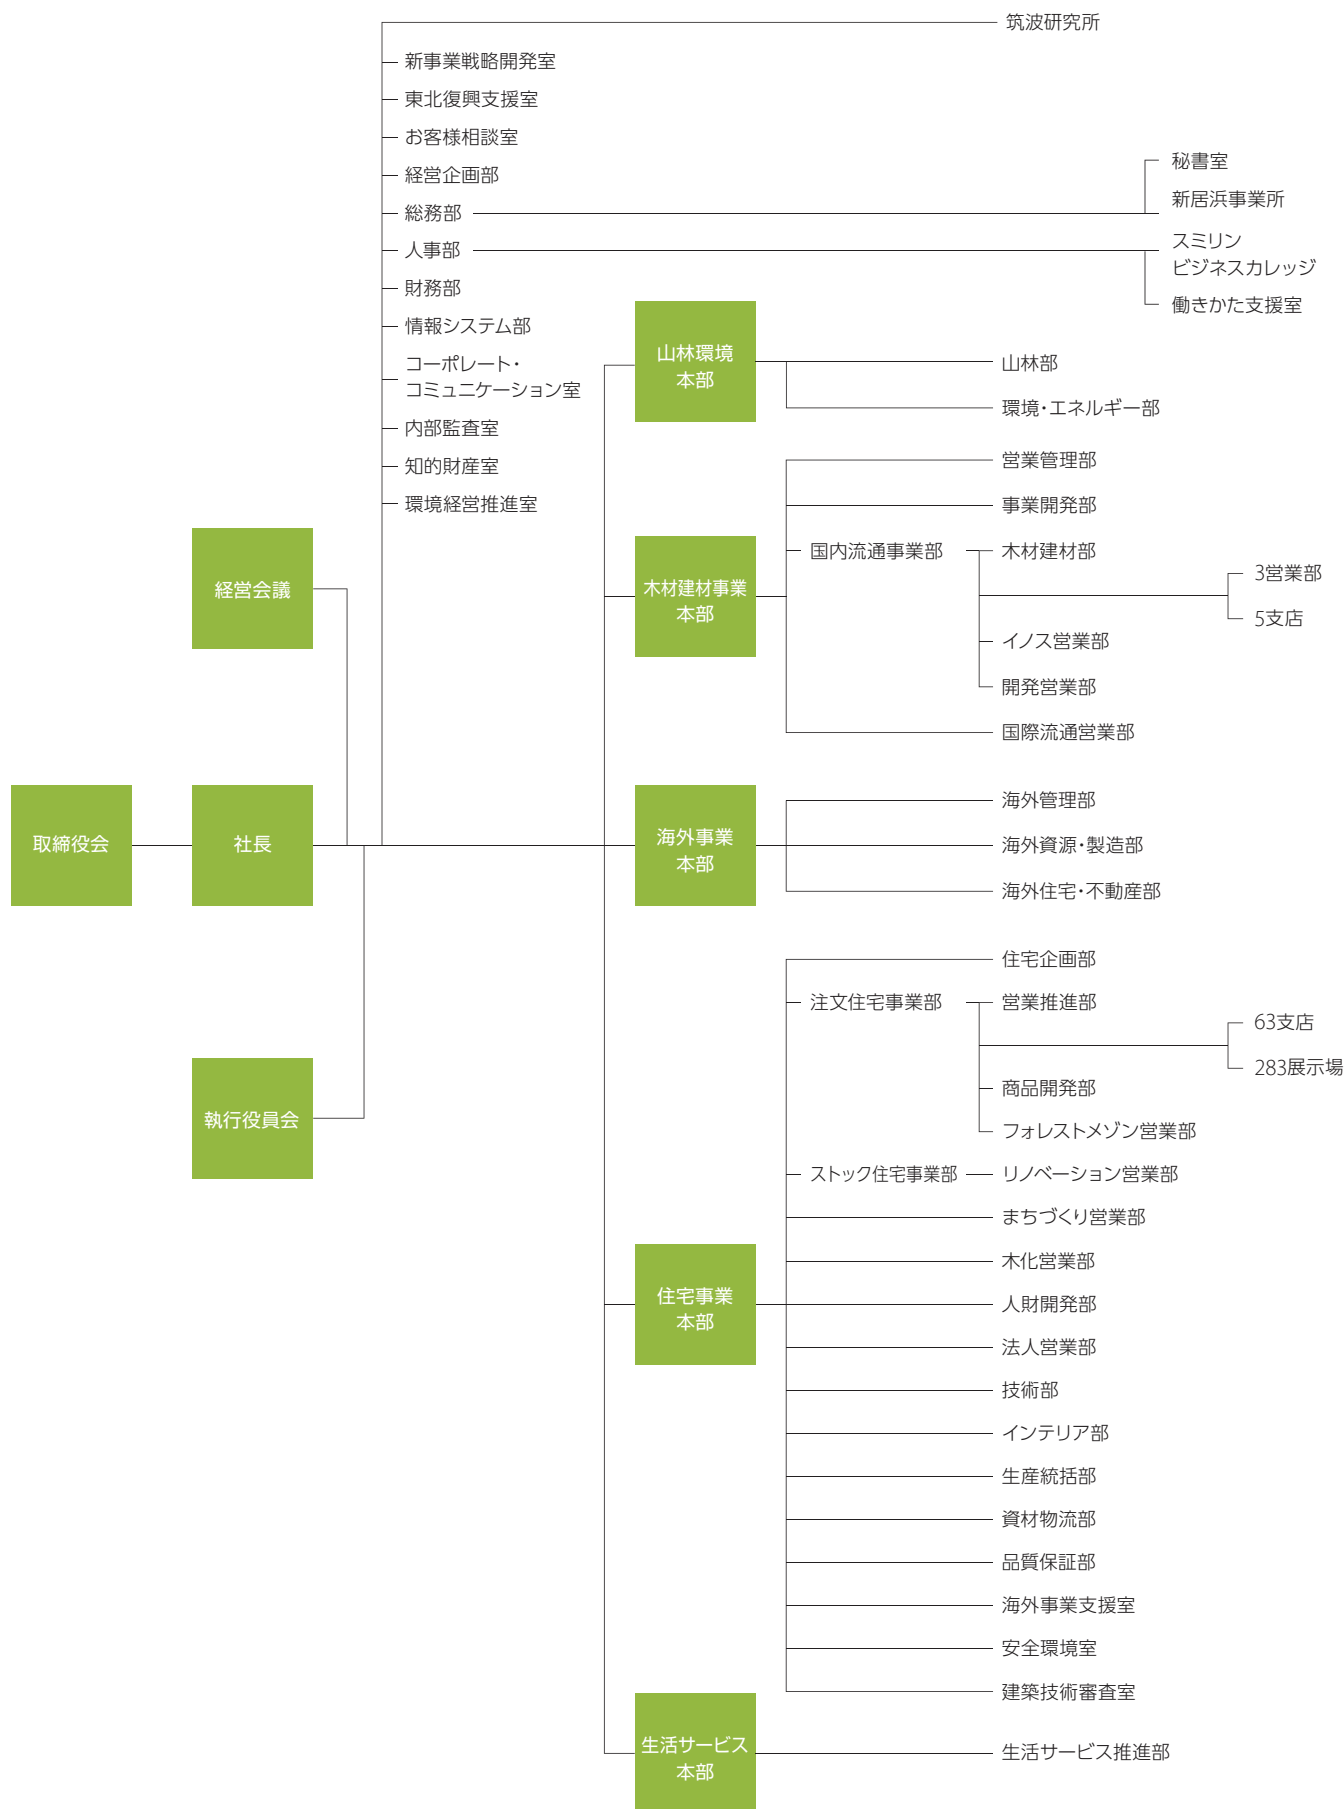 筑波研究所
新事業戦略開発室
東北復興支援室
お客様相談室
経営企画部
秘書室
新居浜事業所
総務部
人事部
スミリン
ビジネスカレッジ
働きかた支援室
財務部
情報システム部
コーポレート・
コミュニケーション室
内部監査室
知的財産室
環境経営推進室
山林環境
本部
山林部
環境・エネルギー部
経営会議
木材建材事業
本部
営業管理部
事業開発部
国内流通事業部
木材建材部
3営業部
5支店
イノス営業部
開発営業部
国際流通営業部
取締役会
社長
海外事業
本部
海外管理部
海外資源・製造部
海外住宅・不動産部
執行役員会
住宅事業
本部
住宅企画部
注文住宅事業部
営業推進部
63支店
283展示場
商品開発部
フォレストメゾン営業部
ストック住宅事業部
リノベーション営業部
まちづくり営業部
木化営業部
人財開発部
法人営業部
技術部
インテリア部
生産統括部
資材物流部
品質保証部
海外事業支援室
安全環境室
建築技術審査室
生活サービス
本部
生活サービス推進部